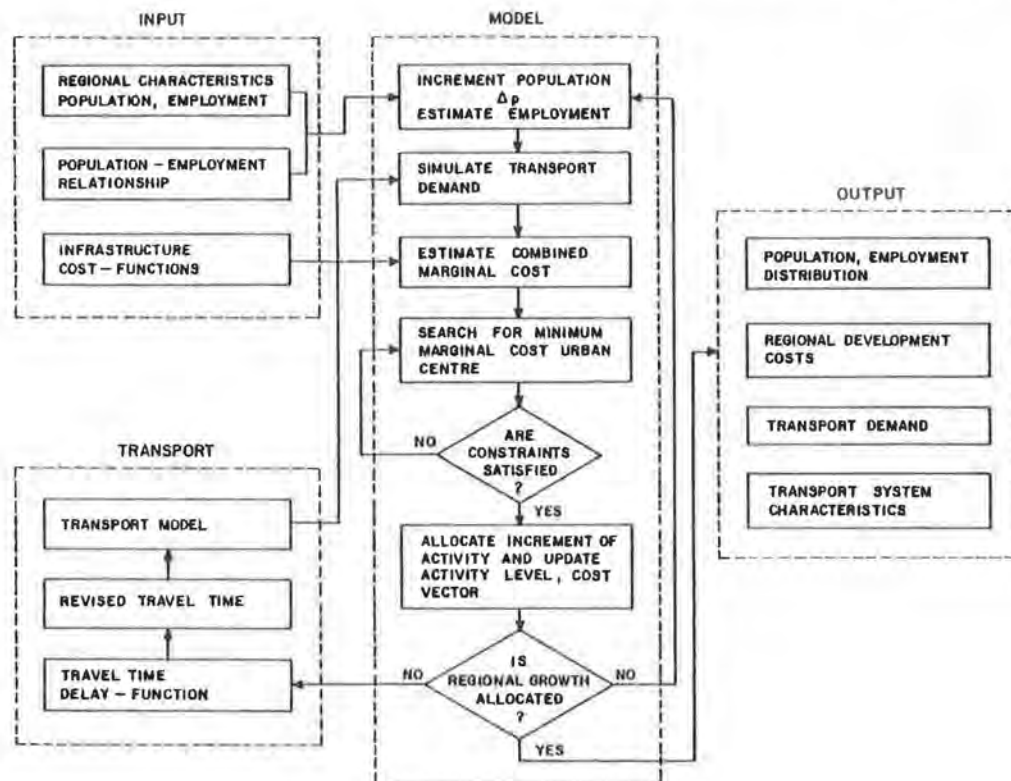 INPUT
REGIONAL CHARACTERISTICS
POPULATION, EMPLOYMENT
POPULATION – EMPLOYMENT
RELATIONSHIP
INFRASTRUCTURE
COST – FUNCTIONS
MODEL
INCREMENT POPULATION
Δp
ESTIMATE EMPLOYMENT
SIMULATE TRANSPORT
DEMAND
ESTIMATE COMBINED
MARGINAL COST
SEARCH FOR MINIMUM
MARGINAL COST URBAN
CENTRE
NO
ARE
CONSTRAINTS
SATISFIED
?
YES
ALLOCATE INCREMENT OF
ACTIVITY AND UPDATE
ACTIVITY LEVEL, COST
VECTOR
NO
IS
REGIONAL GROWTH
ALLOCATED
?
NO
YES
TRANSPORT
TRANSPORT MODEL
REVISED TRAVEL TIME
TRAVEL TIME
DELAY – FUNCTION
OUTPUT
POPULATION, EMPLOYMENT
DISTRIBUTION
REGIONAL DEVELOPMENT
COSTS
TRANSPORT DEMAND
TRANSPORT SYSTEM
CHARACTERISTICS